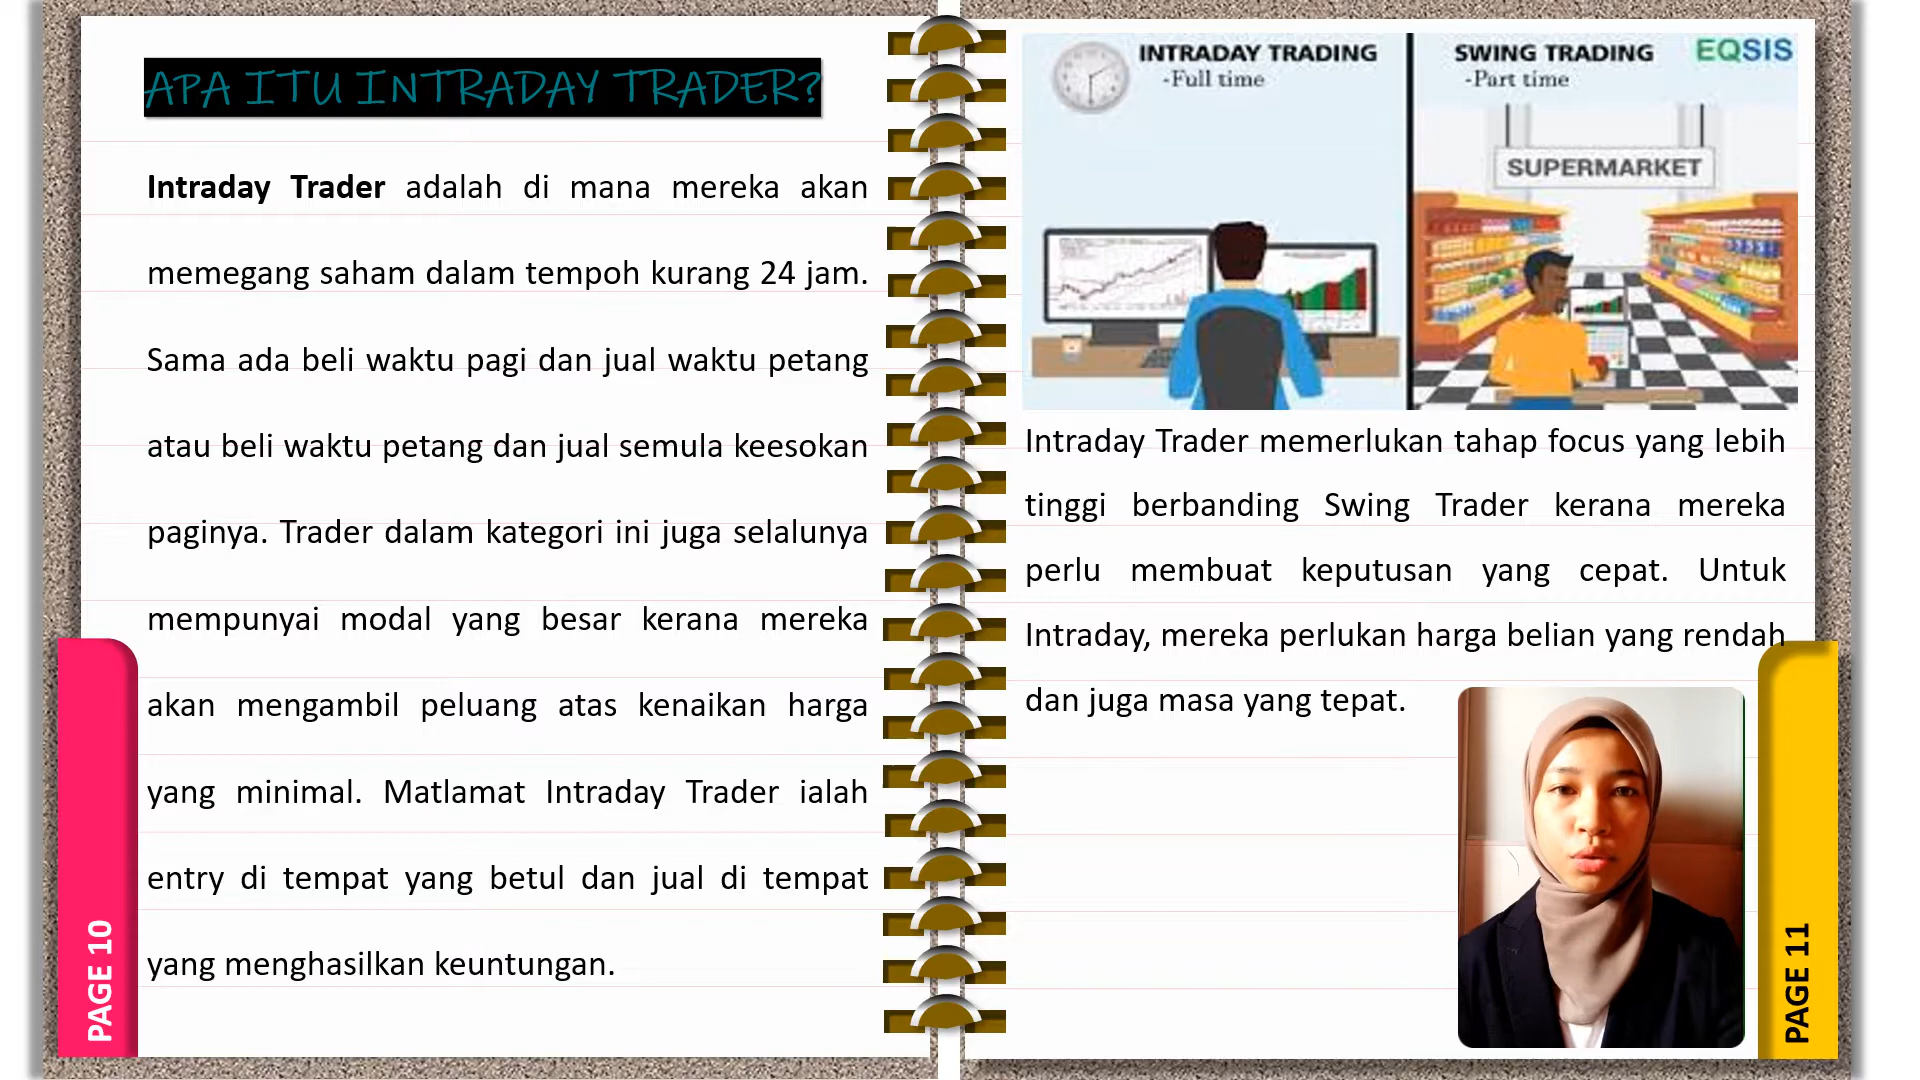 APA ITU INTRADAY TRADER?
Intraday Trader adalah di mana mereka akan
memegang saham dalam tempoh kurang 24 jam.
Sama ada beli waktu pagi dan jual waktu petang
atau beli waktu petang dan jual semula keesokan
paginya. Trader dalam kategori ini juga selalunya
mempunyai modal yang besar kerana mereka
akan mengambil peluang atas kenaikan harga
yang minimal. Matlamat Intraday Trader ialah
entry di tempat yang betul dan jual di tempat
yang menghasilkan keuntungan.
PAGE 10
INTRADAY TRADING
-Full time
SWING TRADING
-Part time
EQSIS
SUPERMARKET
Intraday Trader memerlukan tahap focus yang lebih
tinggi berbanding Swing Trader kerana mereka
perlu membuat keputusan yang cepat. Untuk
Intraday, mereka perlukan harga belian yang rendah
dan juga masa yang tepat.
PAGE 11